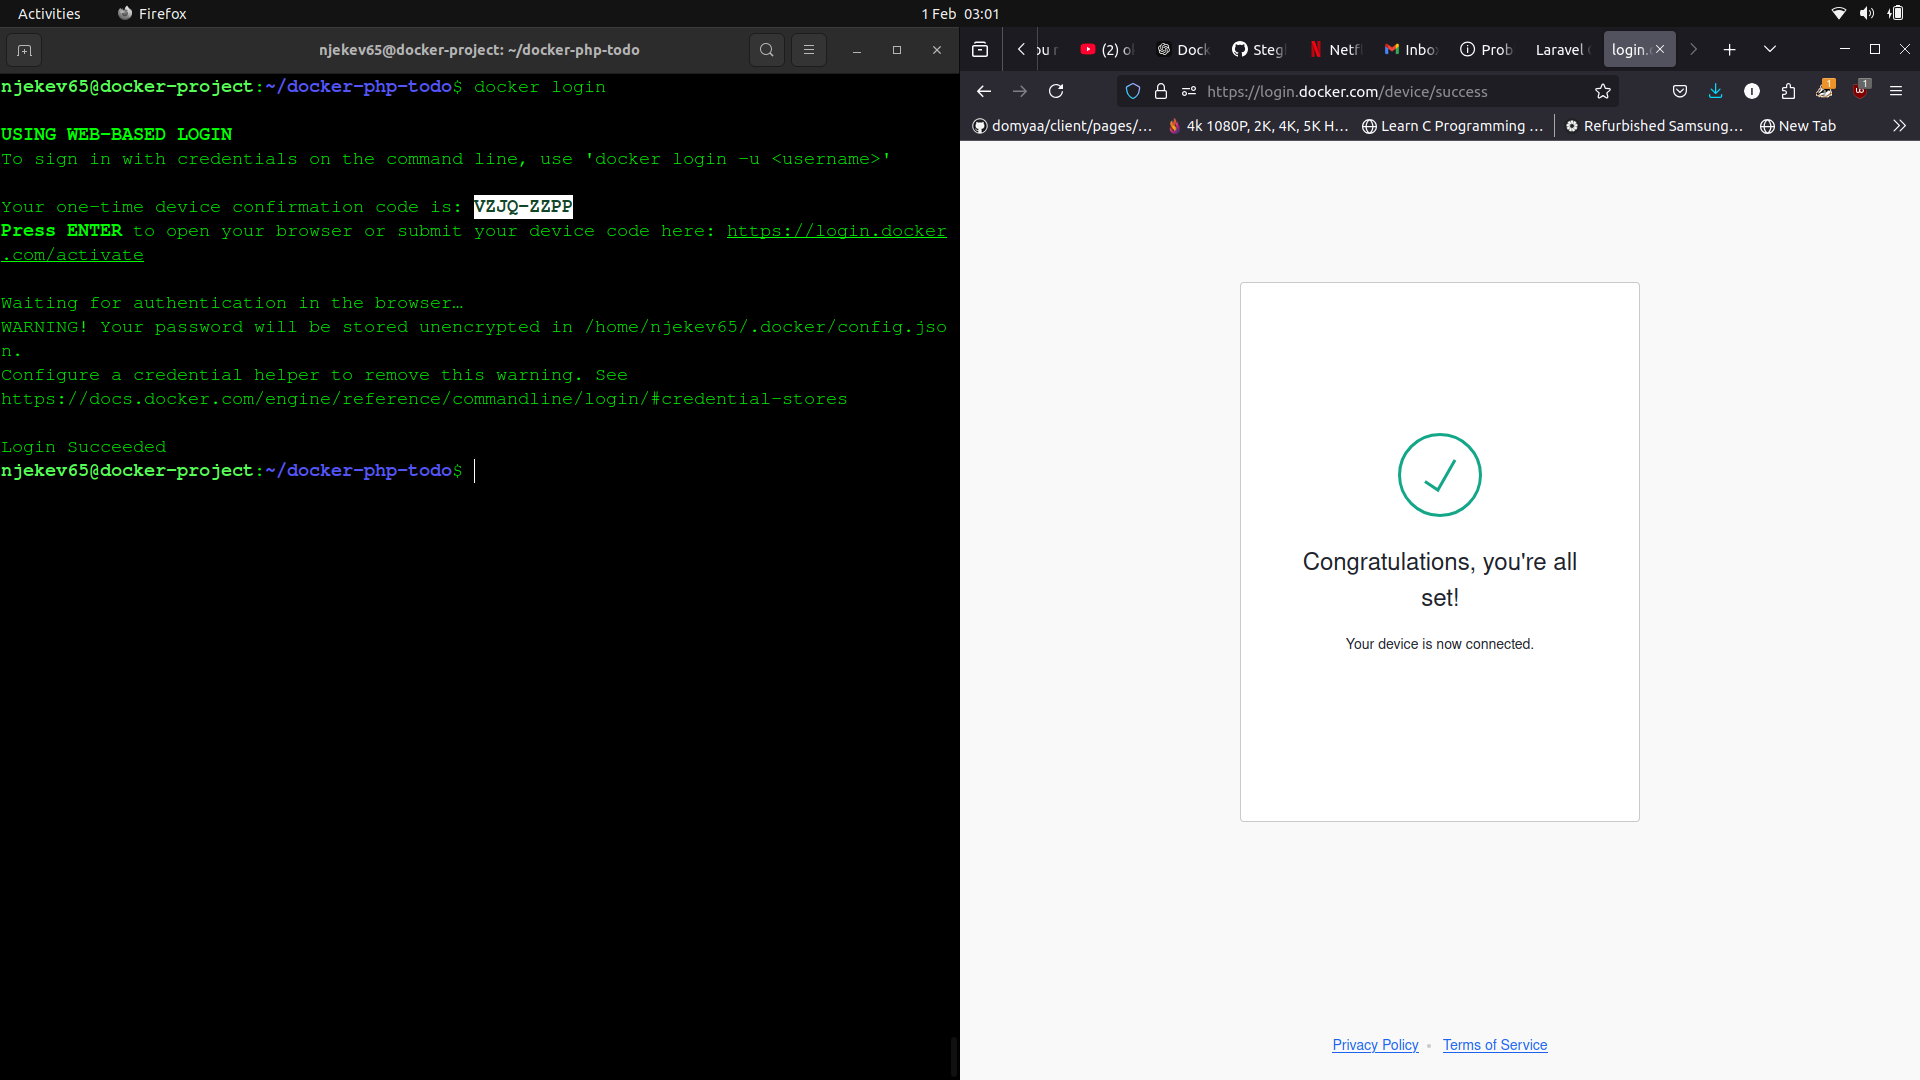 Activities
Firefox
1 Feb 03:01
njekev65@docker-project: ~/docker-php-todo
njekev65@docker-project:~/docker-php-todo$ docker login
USING WEB-BASED LOGIN
To sign in with credentials on the command line, use 'docker login -u <username>'
Your one-time device confirmation code is: VZJQ-ZZPP
Press ENTER to open your browser or submit your device code here: https://login.docker
.com/activate
Waiting for authentication in the browser…
WARNING! Your password will be stored unencrypted in /home/njekev65/.docker/config.jso
n.
Configure a credential helper to remove this warning. See
https://docs.docker.com/engine/reference/commandline/login/#credential-stores
Login Succeeded
njekev65@docker-project:~/docker-php-todo$
(2) ol
Dock
Stegl
Netfl
Inbo
Prob
Laravel
login.
https://login.docker.com/device/success
1
1
domyaa/client/pages/…
4k 1080P, 2K, 4K, 5K H…
Learn C Programming …
Refurbished Samsung…
New Tab
Congratulations, you're all
set!
Your device is now connected.
Privacy Policy
Terms of Service